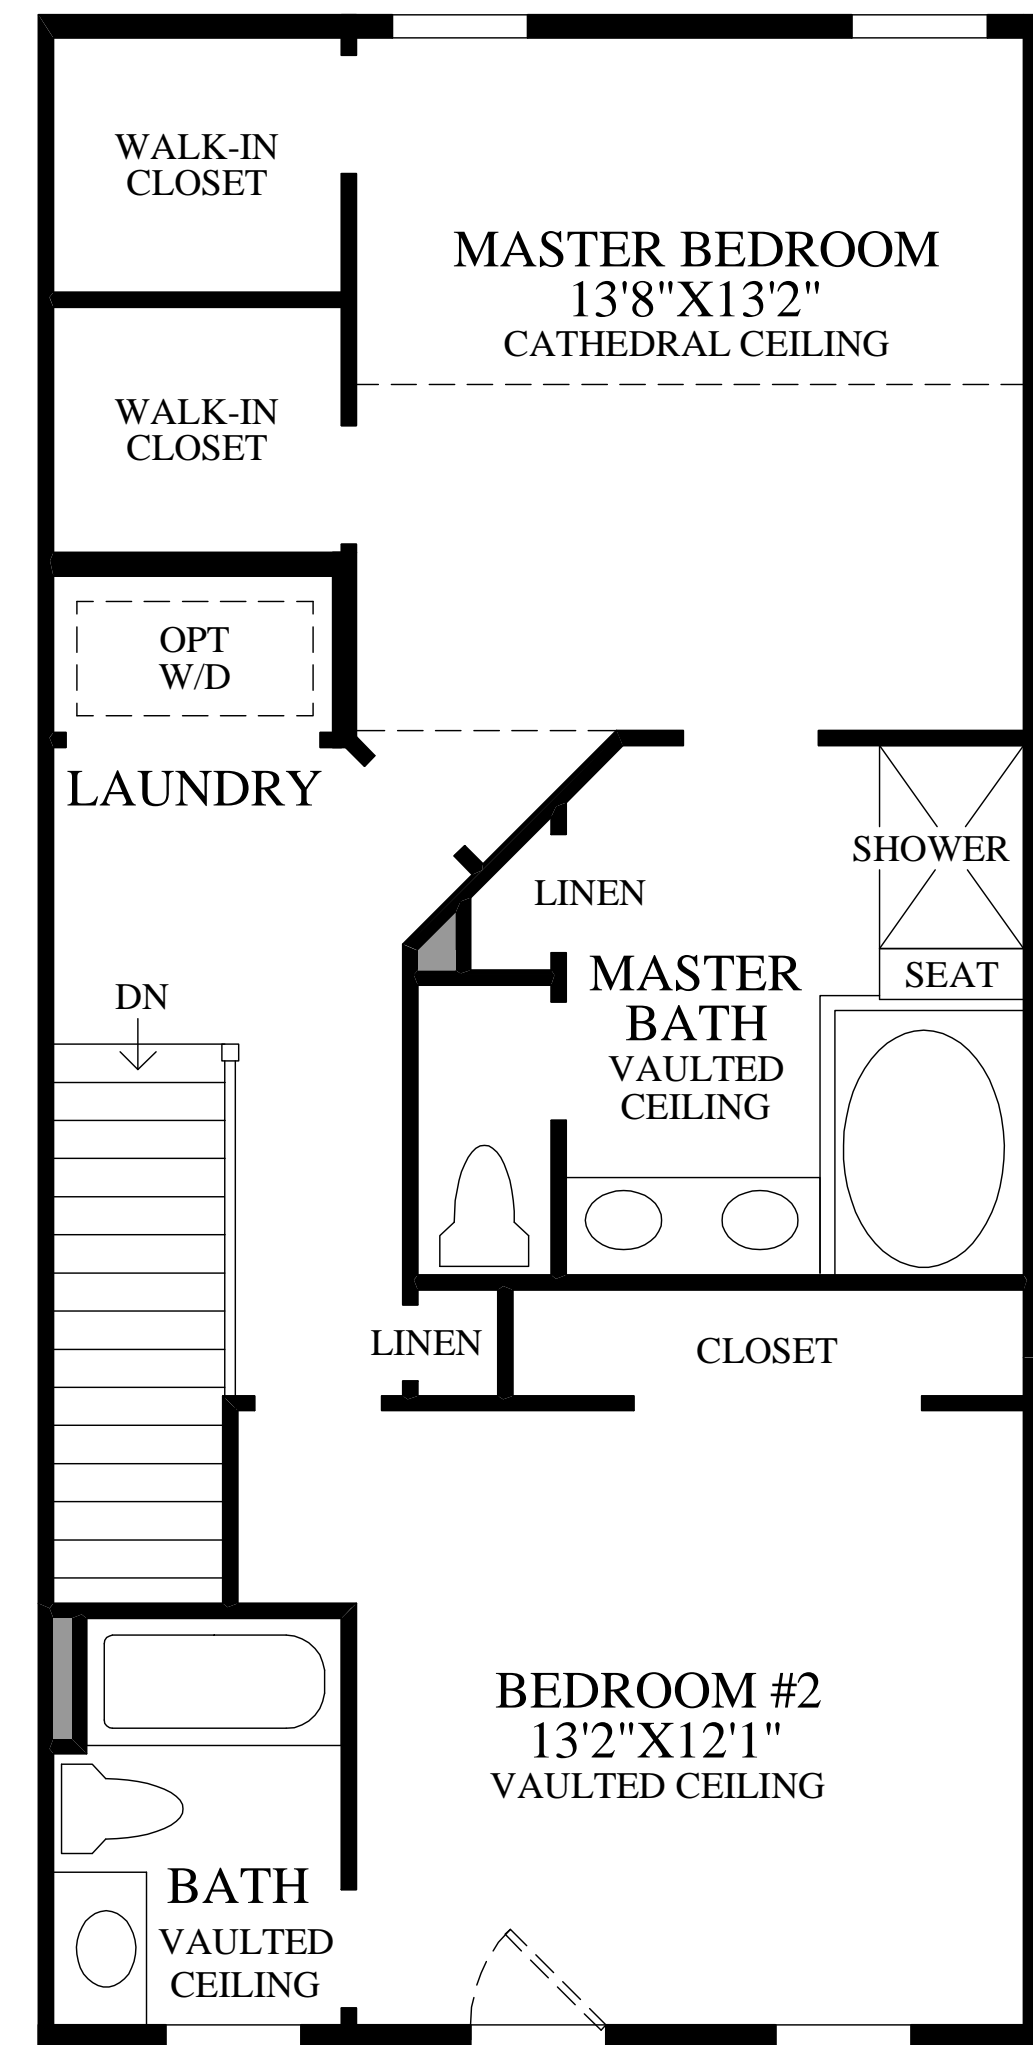 WALK-IN
CLOSET
MASTER BEDROOM
13'8"X13'2"
CATHEDRAL CEILING
WALK-IN
CLOSET
OPT
W/D
LAUNDRY
SHOWER
LINEN
SEAT
MASTER
BATH
VAULTED
CEILING
DN
LINEN
CLOSET
BEDROOM #2
13'2"X12'1"
VAULTED CEILING
BATH
VAULTED
CEILING